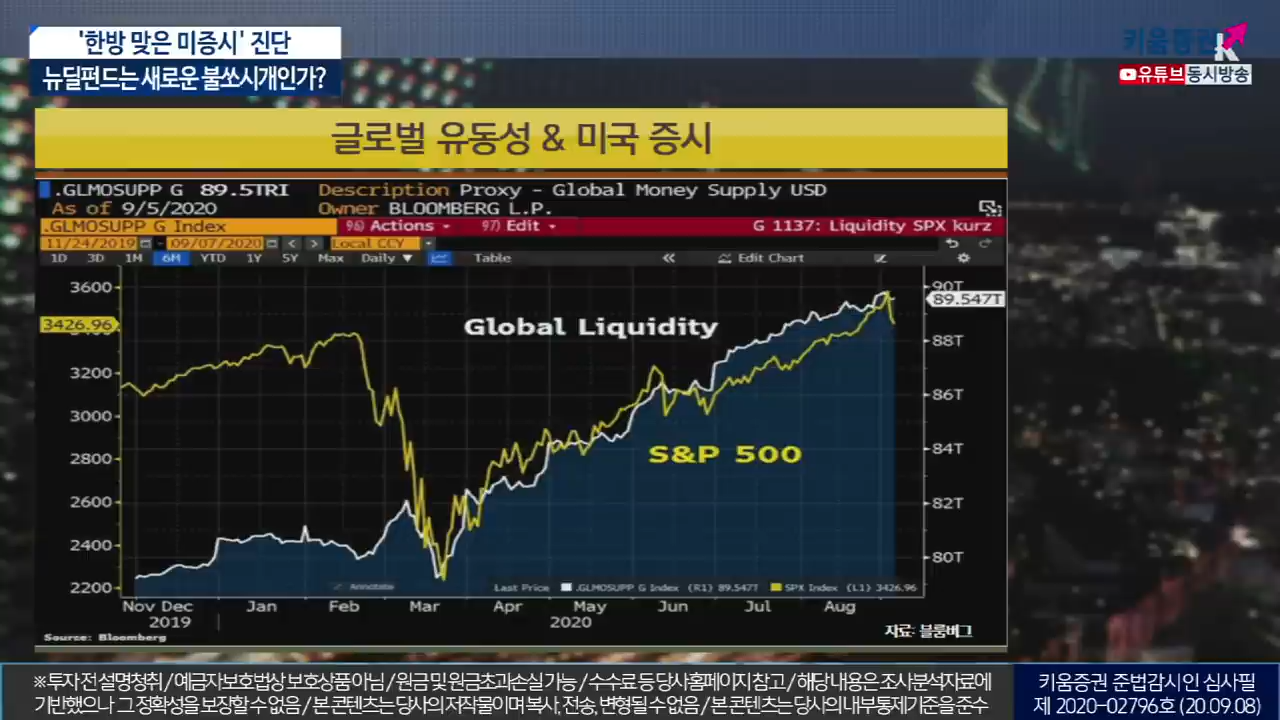 '한방 맞은 미증시' 진단
뉴딜펀드는 새로운 불쏘시개인가?
키움증권
유튜브 동시방송
글로벌 유동성 & 미국 증시
.GLMOSUPP G 89.5TRI Description Proxy - Global Money Supply USD
As of 9/5/2020 Owner BLOOMBERG L.P.
.GLMOSUPP G Index 96) Actions 97) Edit G 1137: Liquidity SPX kurz
11/24/2019 - 09/07/2020 Local CCY
1D 3D 1M 6M YTD 1Y 5Y Max Daily ▼ Table « Edit Chart
3600 90T
89.547T
3426.96
88T
3200
86T
3000
2800 84T
2600 82T
2400 80T
2200
Global Liquidity
S&P 500
Annotate Last Price .GLMOSUPP G Index (R1) 89.547T SPX Index (L1) 3426.96
Nov Dec Jan Feb Mar Apr May Jun Jul Aug
2019 2020
Source: Bloomberg
자료: 블룸버그
※투자 전 설명청취 / 예금자보호법상 보호상품 아님 / 원금 및 원금초과손실 가능 / 수수료 등 당사홈페이지 참고 / 해당 내용은 조사분석자료에
기반했으나 그 정확성을 보장할 수 없음 / 본 콘텐츠는 당사의 저작물이며 복사, 전송, 변형될 수 없음 / 본 콘텐츠는 당사의 내부통제기준을 준수
키움증권 준법감시인 심사필
제 2020-02796호 (20.09.08)